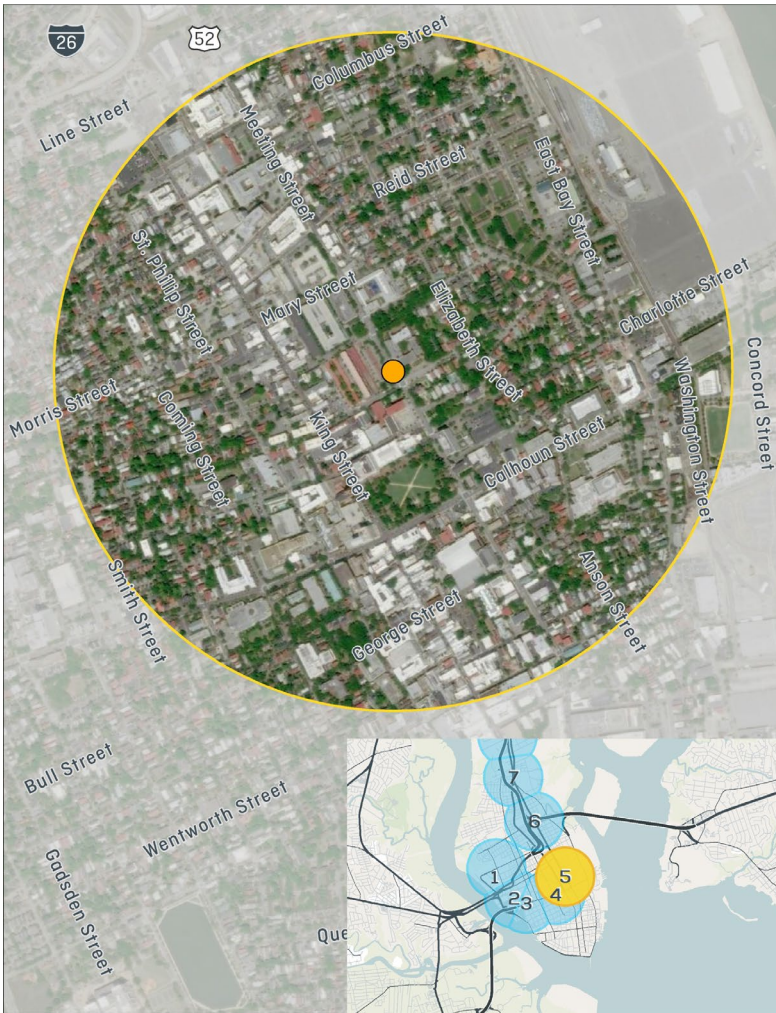 26
52
Columbus Street
Line Street
Meeting Street
Reid Street
East Bay Street
St. Philip Street
Mary Street
Elizabeth Street
Charlotte Street
Morris Street
Coming Street
King Street
Calhoun Street
Washington Street
Concord Street
Smith Street
George Street
Anson Street
Bull Street
Wentworth Street
Gadsden Street
Que
7
6
1
5
2
3
4